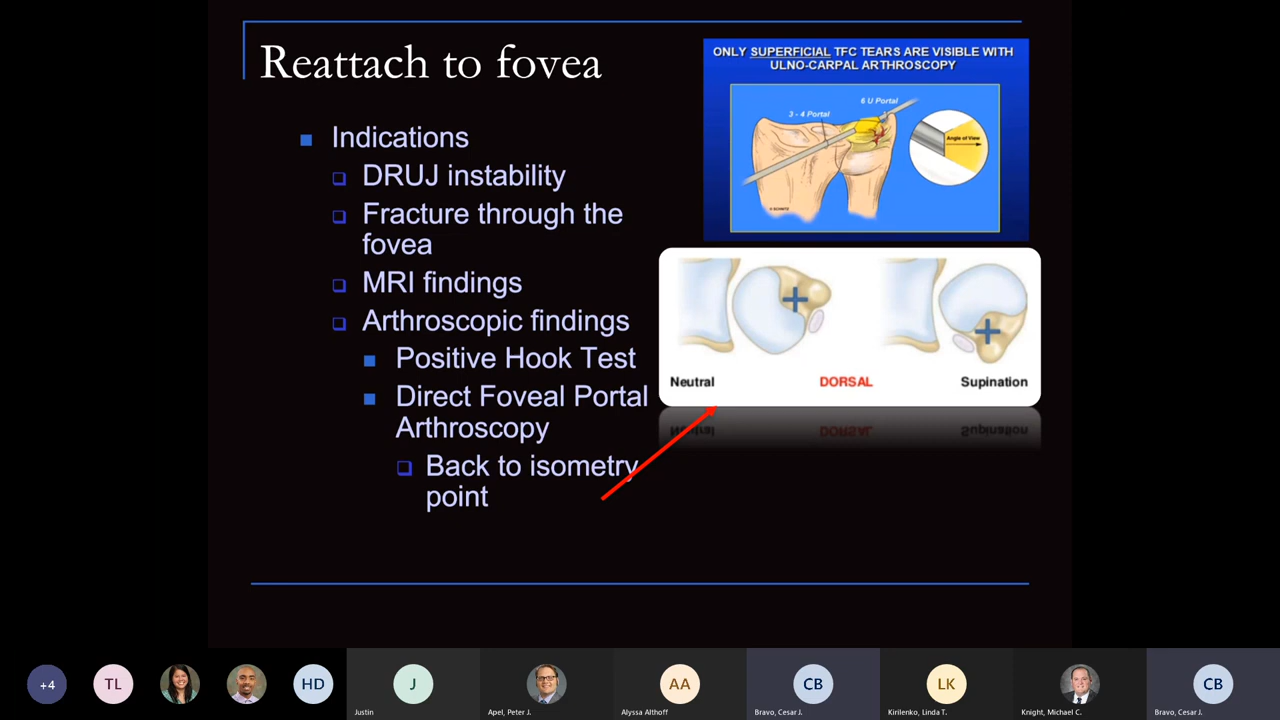 Reattach to fovea
Indications
DRUJ instability
Fracture through the
fovea
MRI findings
Arthroscopic findings
Positive Hook Test
Direct Foveal Portal
Arthroscopy
Back to isometry
point
ONLY SUPERFICIAL TFC TEARS ARE VISIBLE WITH
ULNO-CARPAL ARTHROSCOPY
6 U Portal
3 - 4 Portal
Angle of View
Neutral
DORSAL
Supination
+4
TL
HD
J
AA
CB
LK
CB
Justin
Apel, Peter J.
Alyssa Althoff
Bravo, Cesar J.
Kirilenko, Linda T.
Knight, Michael C.
Bravo, Cesar J.